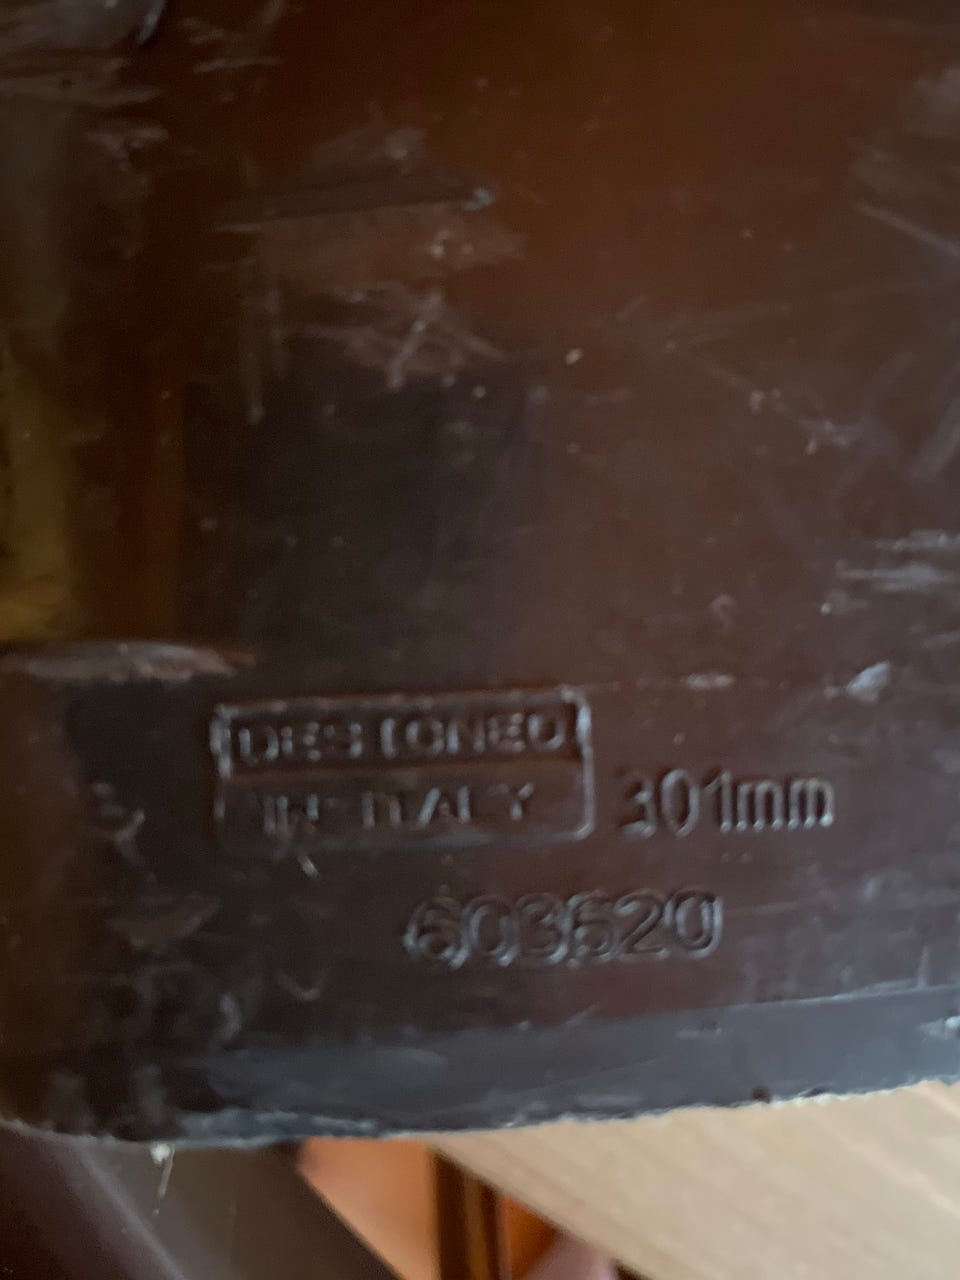 DESIGNED
IN ITALY
301mm
603520